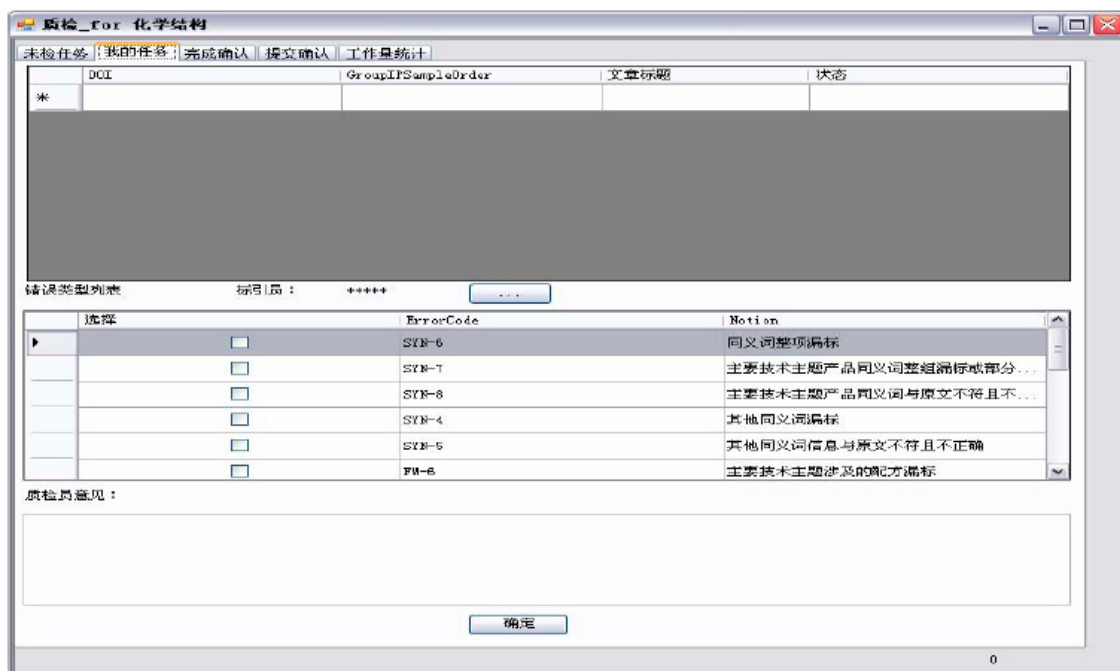 质检_for 化学结构
未检任务 我的任务 完成确认 提交确认 工作量统计
DOI GroupIPSampleOrder 文章标题 状态
*
错误类型列表 标引员： ***** ...
选择 ErrorCode Notion
SYN-6 同义词整项漏标
SYN-7 主要技术主题产品同义词整组漏标或部分...
SYN-8 主要技术主题产品同义词与原文不符且不...
SYN-4 其他同义词漏标
SYN-5 其他同义词信息与原文不符且不正确
FM-6 主要技术主题涉及的配方漏标
质检员意见：
确定
0